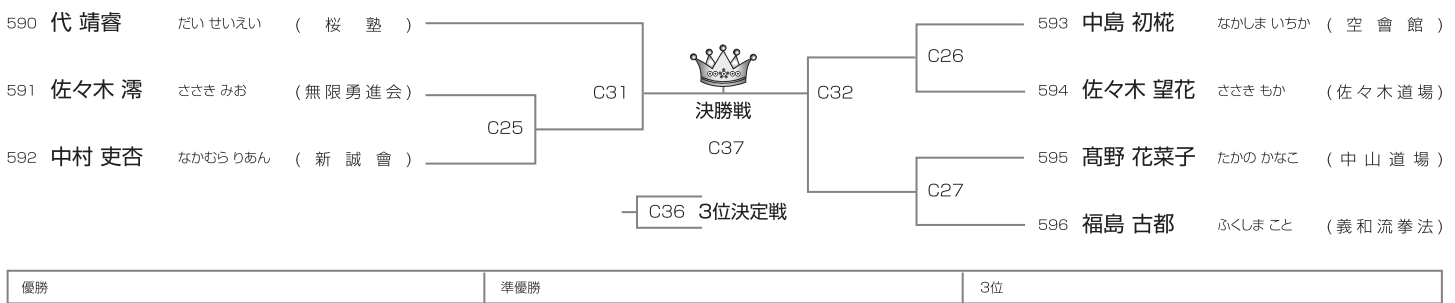 590 代 靖睿 だい せいえい (桜塾)
591 佐々木 澪 ささき みお (無限勇進会)
592 中村 吏杏 なかむら りあん (新誠會)
C25
C31
決勝戦
C37
C36 3位決定戦
C32
C26
C27
593 中島 初椛 なかしま いちか (空會館)
594 佐々木 望花 ささき もか (佐々木道場)
595 髙野 花菜子 たかの かなこ (中山道場)
596 福島 古都 ふくしま こと (義和流拳法)
優勝 準優勝 3位